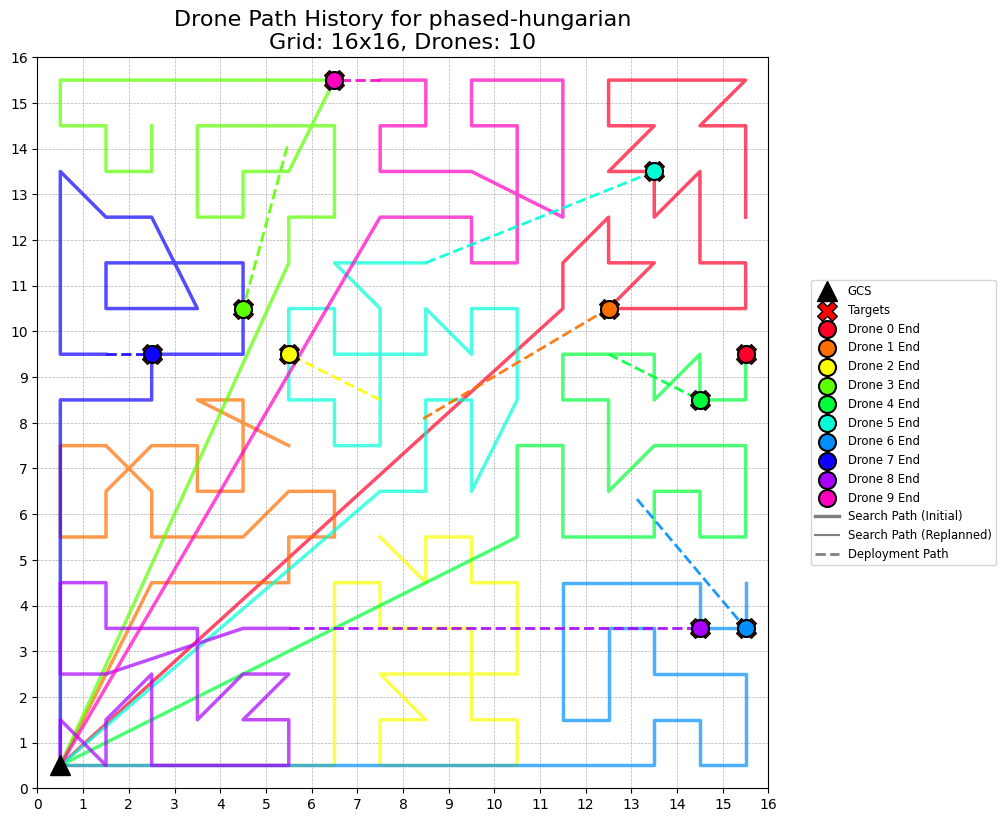 Drone Path History for phased-hungarian
Grid: 16x16, Drones: 10
16
15
14
13
12
11
10
9
8
7
6
5
4
3
2
1
0
0 1 2 3 4 5 6 7 8 9 10 11 12 13 14 15 16
GCS
Targets
Drone 0 End
Drone 1 End
Drone 2 End
Drone 3 End
Drone 4 End
Drone 5 End
Drone 6 End
Drone 7 End
Drone 8 End
Drone 9 End
Search Path (Initial)
Search Path (Replanned)
Deployment Path